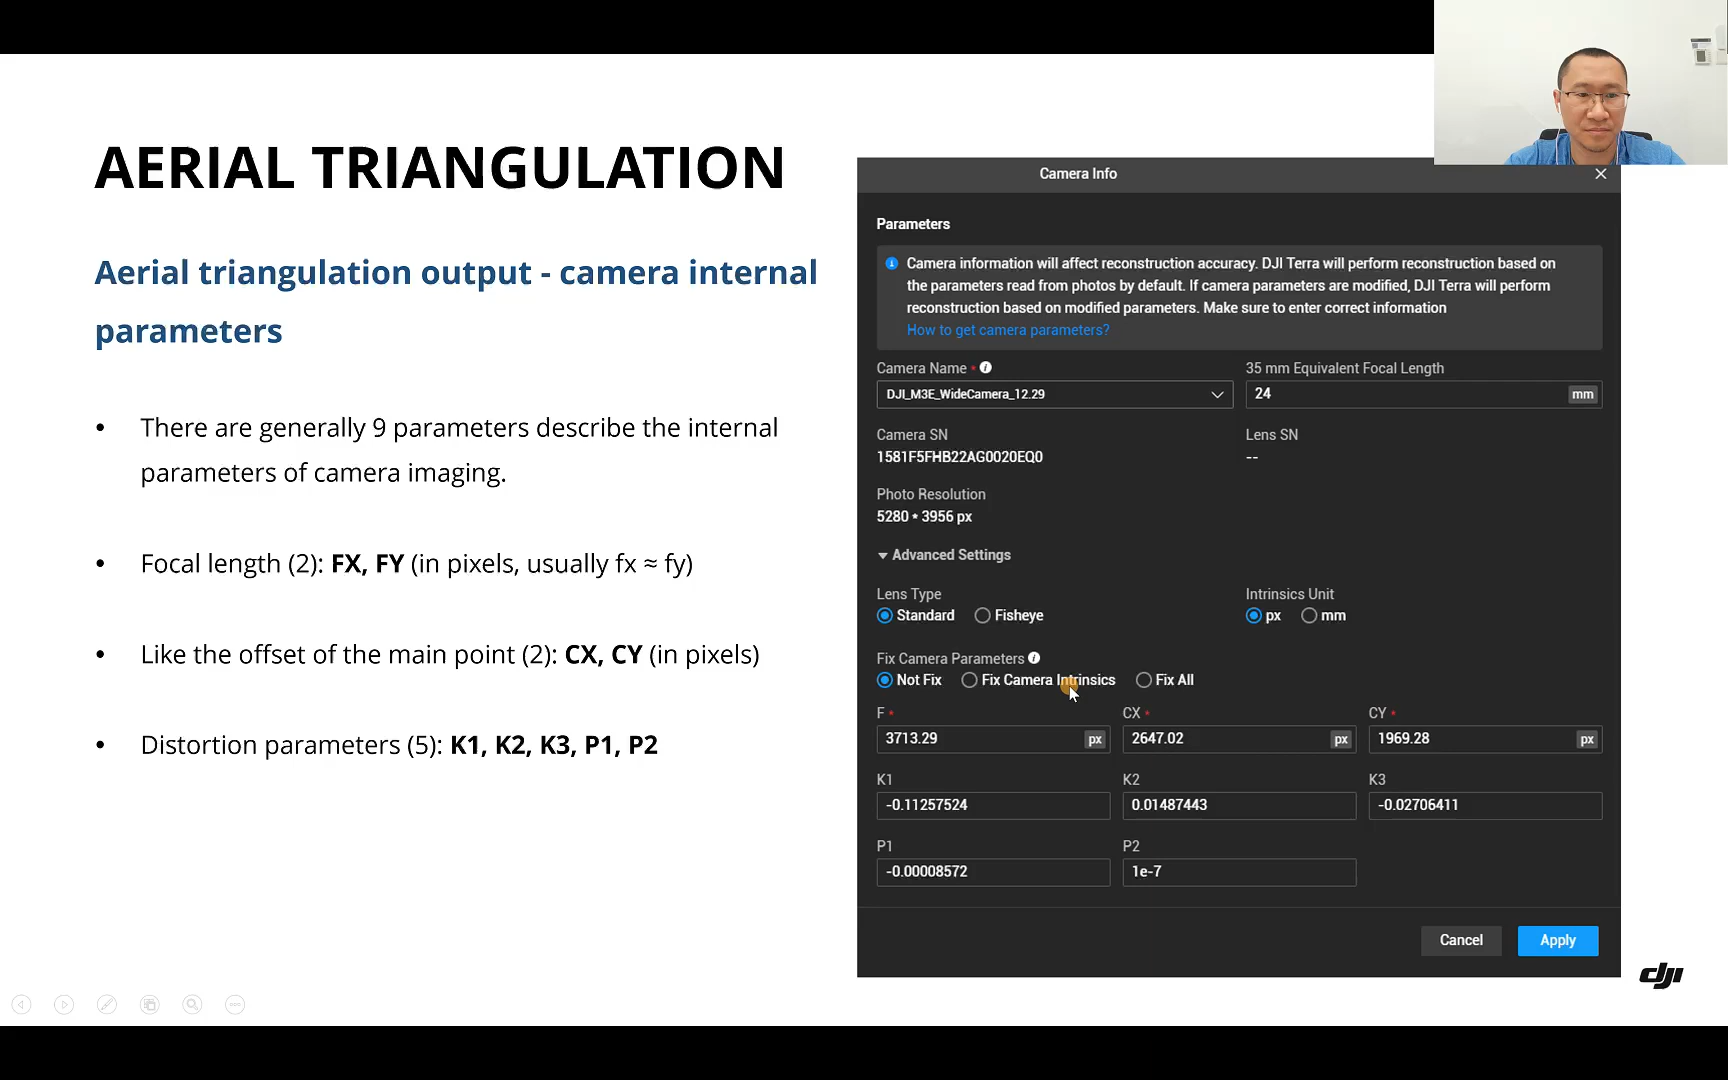 AERIAL TRIANGULATION
Aerial triangulation output - camera internal
parameters
• There are generally 9 parameters describe the internal
parameters of camera imaging.
• Focal length (2): FX, FY (in pixels, usually fx ≈ fy)
• Like the offset of the main point (2): CX, CY (in pixels)
• Distortion parameters (5): K1, K2, K3, P1, P2
Camera Info
Parameters
Camera information will affect reconstruction accuracy. DJI Terra will perform reconstruction based on
the parameters read from photos by default. If camera parameters are modified, DJI Terra will perform
reconstruction based on modified parameters. Make sure to enter correct information
How to get camera parameters?
Camera Name • 35 mm Equivalent Focal Length
DJI_M3E_WideCamera_12.29 24 mm
Camera SN Lens SN
1581F5FHB22AG0020EQ0 --
Photo Resolution
5280 * 3956 px
Advanced Settings
Lens Type Intrinsics Unit
Standard Fisheye px mm
Fix Camera Parameters
Not Fix Fix Camera Intrinsics Fix All
F • CX • CY •
3713.29 px 2647.02 px 1969.28 px
K1 K2 K3
-0.11257524 0.01487443 -0.02706411
P1 P2
-0.00008572 1e-7
Cancel Apply
dji